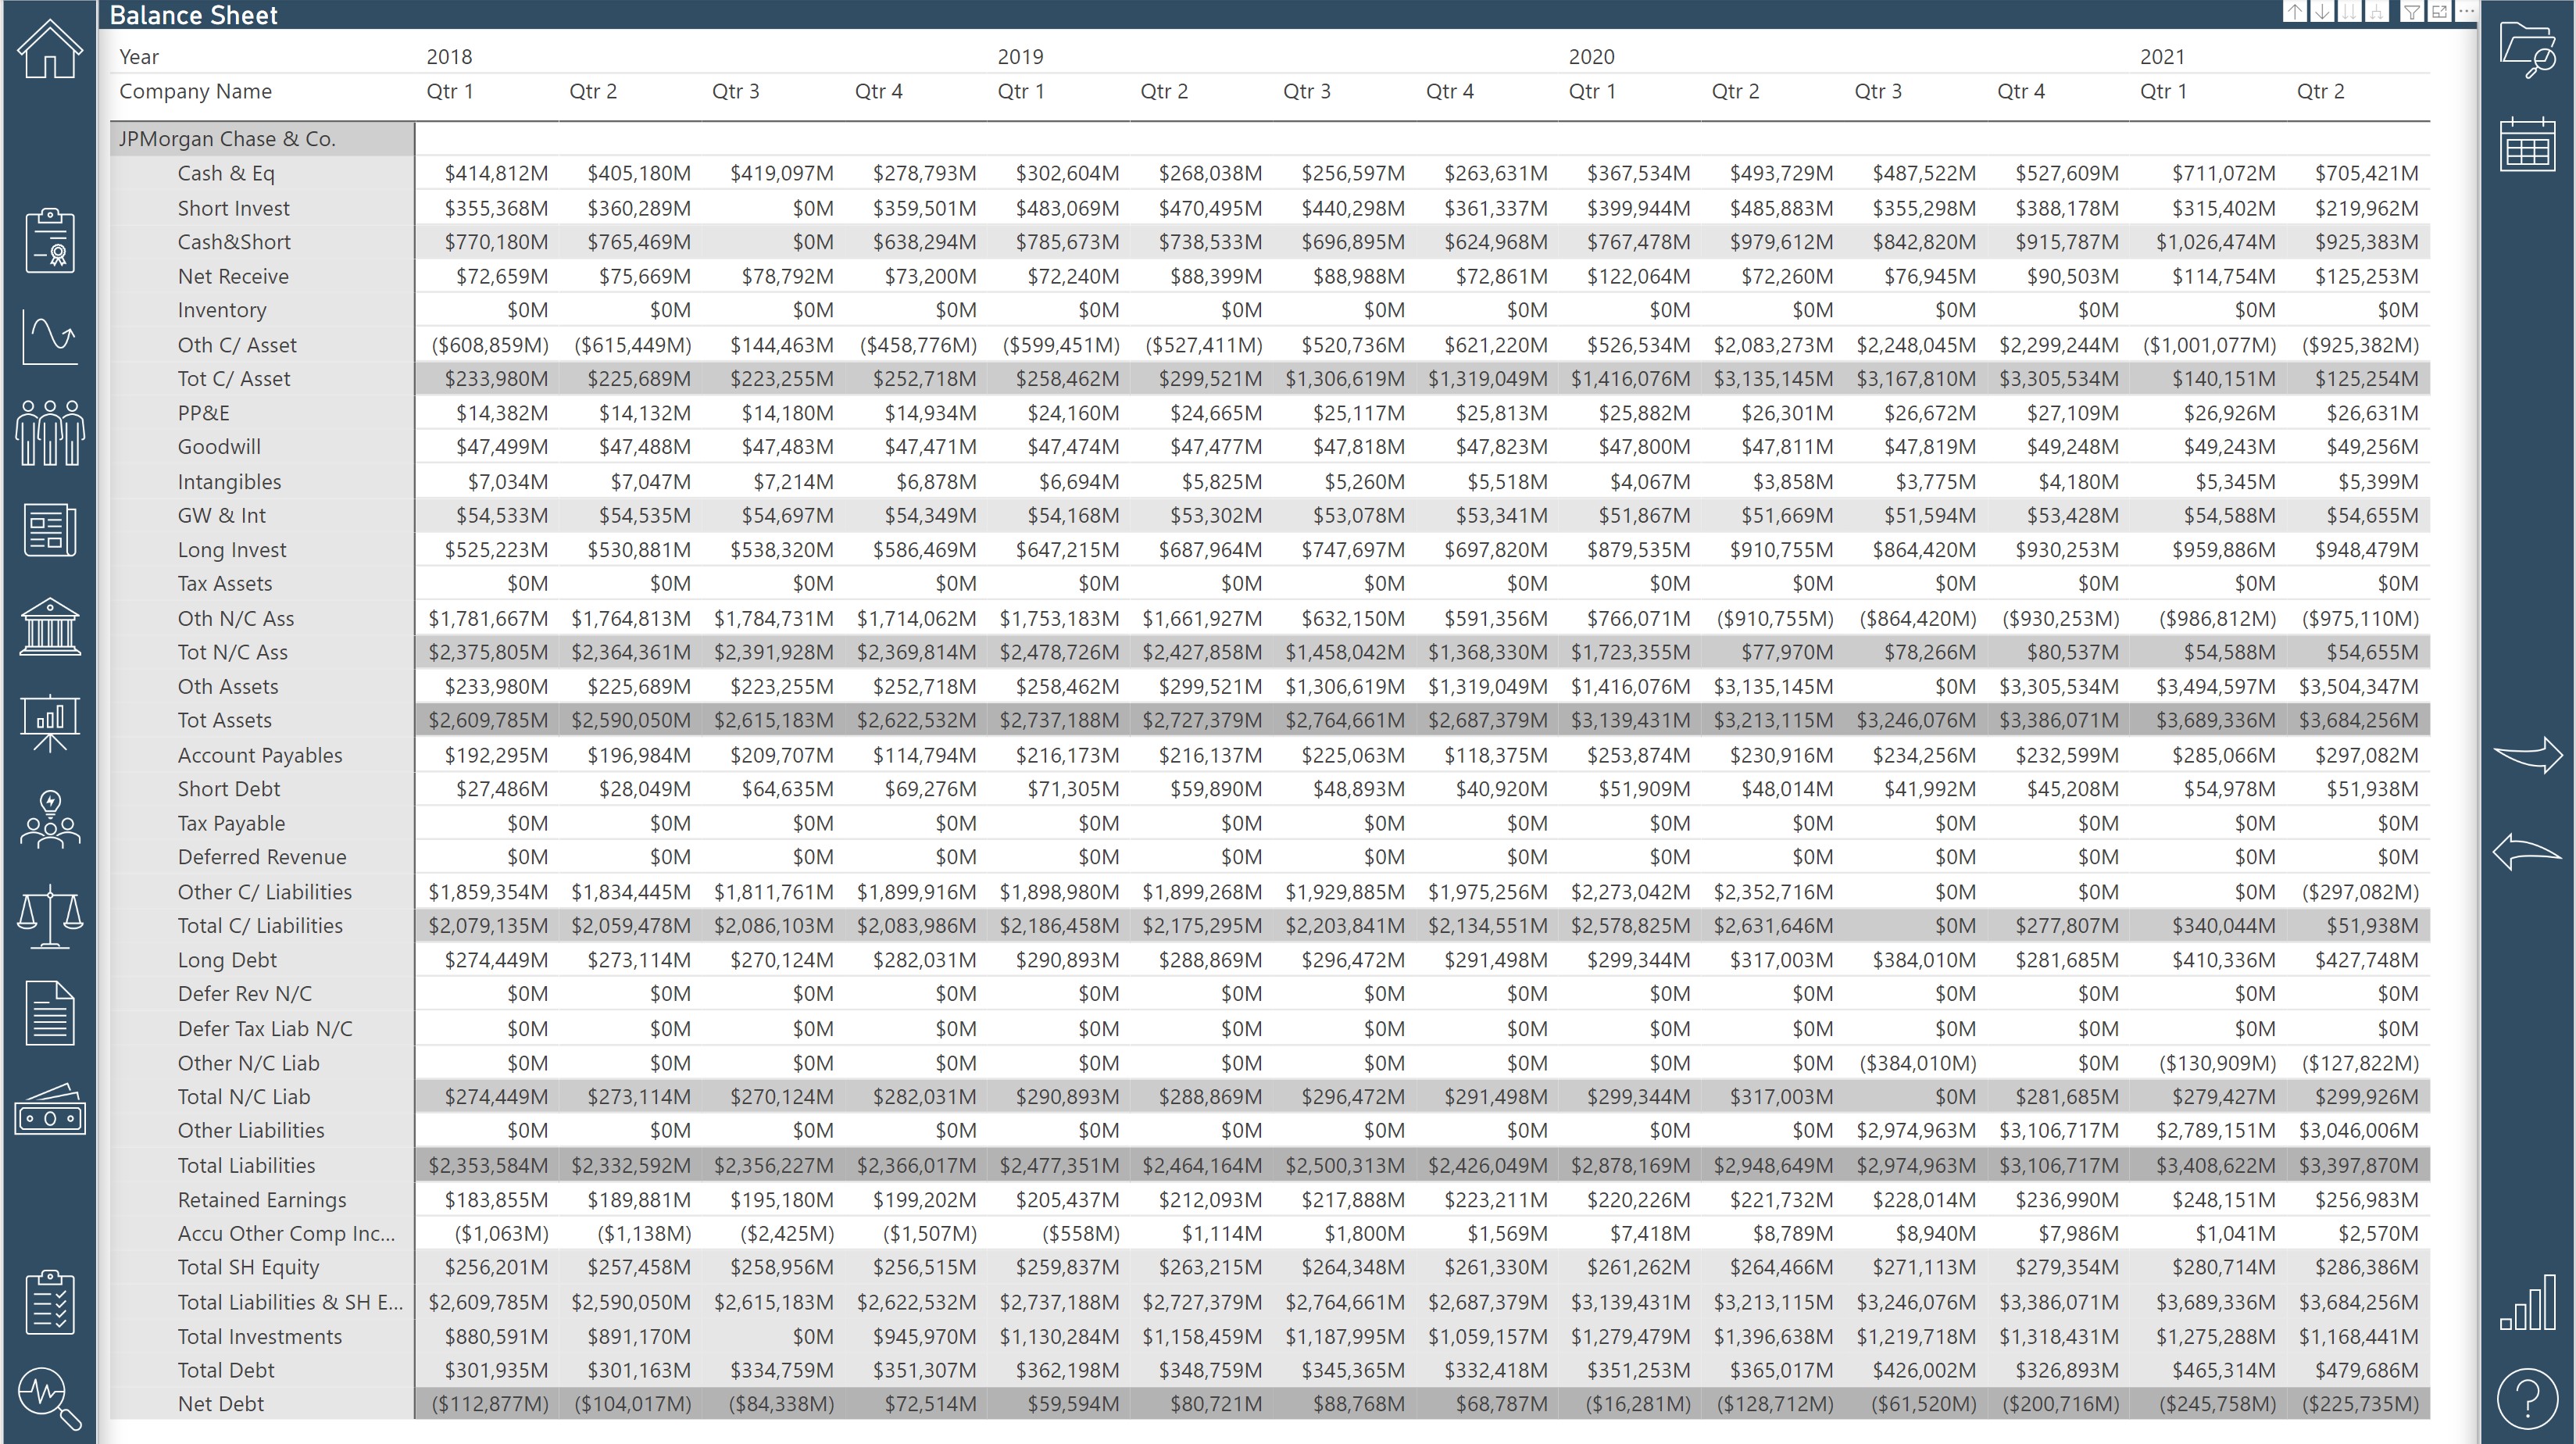 Balance Sheet
Year 2018 2019 2020 2021
Company Name Qtr 1 Qtr 2 Qtr 3 Qtr 4 Qtr 1 Qtr 2 Qtr 3 Qtr 4 Qtr 1 Qtr 2 Qtr 3 Qtr 4 Qtr 1 Qtr 2
JPMorgan Chase & Co.
Cash & Eq $414,812M $405,180M $419,097M $278,793M $302,604M $268,038M $256,597M $263,631M $367,534M $493,729M $487,522M $527,609M $711,072M $705,421M
Short Invest $355,368M $360,289M $0M $359,501M $483,069M $470,495M $440,298M $361,337M $399,944M $485,883M $355,298M $388,178M $315,402M $219,962M
Cash&Short $770,180M $765,469M $0M $638,294M $785,673M $738,533M $696,895M $624,968M $767,478M $979,612M $842,820M $915,787M $1,026,474M $925,383M
Net Receive $72,659M $75,669M $78,792M $73,200M $72,240M $88,399M $88,988M $72,861M $122,064M $72,260M $76,945M $90,503M $114,754M $125,253M
Inventory $0M $0M $0M $0M $0M $0M $0M $0M $0M $0M $0M $0M $0M $0M
Oth C/ Asset ($608,859M) ($615,449M) $144,463M ($458,776M) ($599,451M) ($527,411M) $520,736M $621,220M $526,534M $2,083,273M $2,248,045M $2,299,244M ($1,001,077M) ($925,382M)
Tot C/ Asset $233,980M $225,689M $223,255M $252,718M $258,462M $299,521M $1,306,619M $1,319,049M $1,416,076M $3,135,145M $3,167,810M $3,305,534M $140,151M $125,254M
PP&E $14,382M $14,132M $14,180M $14,934M $24,160M $24,665M $25,117M $25,813M $25,882M $26,301M $26,672M $27,109M $26,926M $26,631M
Goodwill $47,499M $47,488M $47,483M $47,471M $47,474M $47,477M $47,818M $47,823M $47,800M $47,811M $47,819M $49,248M $49,243M $49,256M
Intangibles $7,034M $7,047M $7,214M $6,878M $6,694M $5,825M $5,260M $5,518M $4,067M $3,858M $3,775M $4,180M $5,345M $5,399M
GW & Int $54,533M $54,535M $54,697M $54,349M $54,168M $53,302M $53,078M $53,341M $51,867M $51,669M $51,594M $53,428M $54,588M $54,655M
Long Invest $525,223M $530,881M $538,320M $586,469M $647,215M $687,964M $747,697M $697,820M $879,535M $910,755M $864,420M $930,253M $959,886M $948,479M
Tax Assets $0M $0M $0M $0M $0M $0M $0M $0M $0M $0M $0M $0M $0M $0M
Oth N/C Ass $1,781,667M $1,764,813M $1,784,731M $1,714,062M $1,753,183M $1,661,927M $632,150M $591,356M $766,071M ($910,755M) ($864,420M) ($930,253M) ($986,812M) ($975,110M)
Tot N/C Ass $2,375,805M $2,364,361M $2,391,928M $2,369,814M $2,478,726M $2,427,858M $1,458,042M $1,368,330M $1,723,355M $77,970M $78,266M $80,537M $54,588M $54,655M
Oth Assets $233,980M $225,689M $223,255M $252,718M $258,462M $299,521M $1,306,619M $1,319,049M $1,416,076M $3,135,145M $0M $3,305,534M $3,494,597M $3,504,347M
Tot Assets $2,609,785M $2,590,050M $2,615,183M $2,622,532M $2,737,188M $2,727,379M $2,764,661M $2,687,379M $3,139,431M $3,213,115M $3,246,076M $3,386,071M $3,689,336M $3,684,256M
Account Payables $192,295M $196,984M $209,707M $114,794M $216,173M $216,137M $225,063M $118,375M $253,874M $230,916M $234,256M $232,599M $285,066M $297,082M
Short Debt $27,486M $28,049M $64,635M $69,276M $71,305M $59,890M $48,893M $40,920M $51,909M $48,014M $41,992M $45,208M $54,978M $51,938M
Tax Payable $0M $0M $0M $0M $0M $0M $0M $0M $0M $0M $0M $0M $0M $0M
Deferred Revenue $0M $0M $0M $0M $0M $0M $0M $0M $0M $0M $0M $0M $0M $0M
Other C/ Liabilities $1,859,354M $1,834,445M $1,811,761M $1,899,916M $1,898,980M $1,899,268M $1,929,885M $1,975,256M $2,273,042M $2,352,716M $0M $0M $0M ($297,082M)
Total C/ Liabilities $2,079,135M $2,059,478M $2,086,103M $2,083,986M $2,186,458M $2,175,295M $2,203,841M $2,134,551M $2,578,825M $2,631,646M $0M $277,807M $340,044M $51,938M
Long Debt $274,449M $273,114M $270,124M $282,031M $290,893M $288,869M $296,472M $291,498M $299,344M $317,003M $384,010M $281,685M $410,336M $427,748M
Defer Rev N/C $0M $0M $0M $0M $0M $0M $0M $0M $0M $0M $0M $0M $0M $0M
Defer Tax Liab N/C $0M $0M $0M $0M $0M $0M $0M $0M $0M $0M $0M $0M $0M $0M
Other N/C Liab $0M $0M $0M $0M $0M $0M $0M $0M $0M $0M ($384,010M) $0M ($130,909M) ($127,822M)
Total N/C Liab $274,449M $273,114M $270,124M $282,031M $290,893M $288,869M $296,472M $291,498M $299,344M $317,003M $0M $281,685M $279,427M $299,926M
Other Liabilities $0M $0M $0M $0M $0M $0M $0M $0M $0M $0M $2,974,963M $3,106,717M $2,789,151M $3,046,006M
Total Liabilities $2,353,584M $2,332,592M $2,356,227M $2,366,017M $2,477,351M $2,464,164M $2,500,313M $2,426,049M $2,878,169M $2,948,649M $2,974,963M $3,106,717M $3,408,622M $3,397,870M
Retained Earnings $183,855M $189,881M $195,180M $199,202M $205,437M $212,093M $217,888M $223,211M $220,226M $221,732M $228,014M $236,990M $248,151M $256,983M
Accu Other Comp Inc... ($1,063M) ($1,138M) ($2,425M) ($1,507M) ($558M) $1,114M $1,800M $1,569M $7,418M $8,789M $8,940M $7,986M $1,041M $2,570M
Total SH Equity $256,201M $257,458M $258,956M $256,515M $259,837M $263,215M $264,348M $261,330M $261,262M $264,466M $271,113M $279,354M $280,714M $286,386M
Total Liabilities & SH E... $2,609,785M $2,590,050M $2,615,183M $2,622,532M $2,737,188M $2,727,379M $2,764,661M $2,687,379M $3,139,431M $3,213,115M $3,246,076M $3,386,071M $3,689,336M $3,684,256M
Total Investments $880,591M $891,170M $0M $945,970M $1,130,284M $1,158,459M $1,187,995M $1,059,157M $1,279,479M $1,396,638M $1,219,718M $1,318,431M $1,275,288M $1,168,441M
Total Debt $301,935M $301,163M $334,759M $351,307M $362,198M $348,759M $345,365M $332,418M $351,253M $365,017M $426,002M $326,893M $465,314M $479,686M
Net Debt ($112,877M) ($104,017M) ($84,338M) $72,514M $59,594M $80,721M $88,768M $68,787M ($16,281M) ($128,712M) ($61,520M) ($200,716M) ($245,758M) ($225,735M)